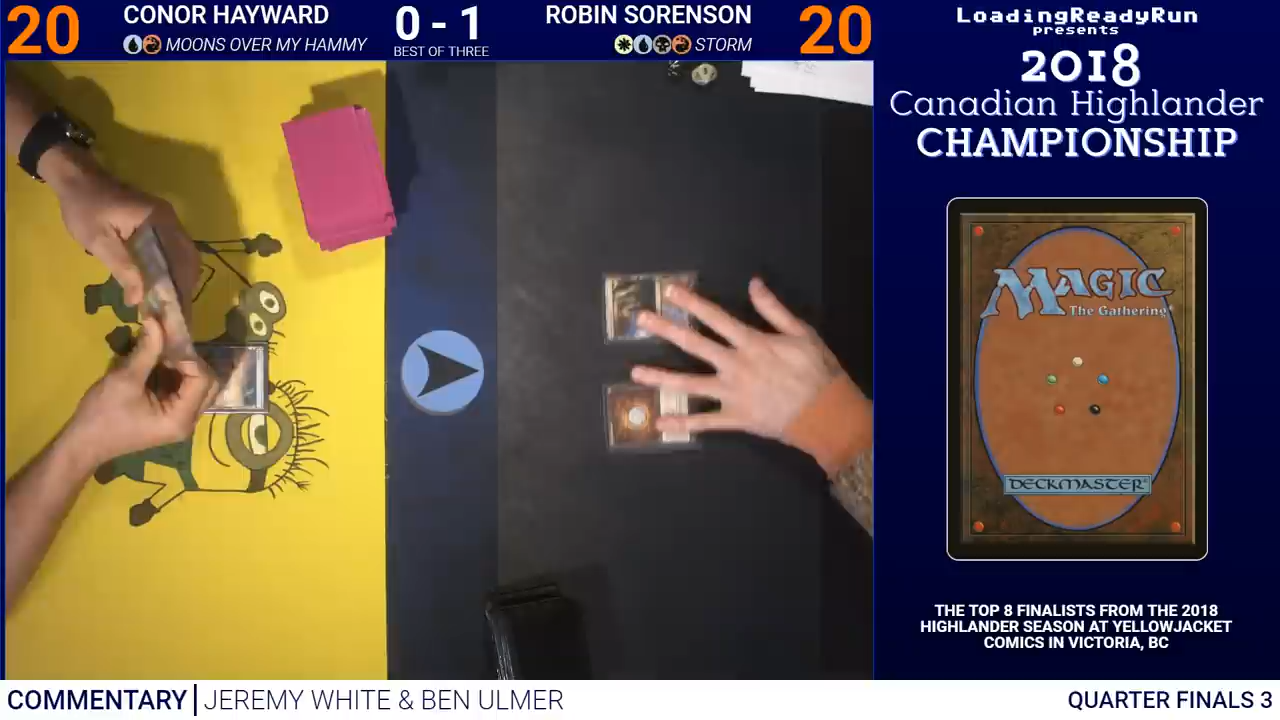 20
CONOR HAYWARD
MOONS OVER MY HAMMY
0 - 1
BEST OF THREE
ROBIN SORENSON
STORM
20
LoadingReadyRun
presents
2018
Canadian Highlander
CHAMPIONSHIP
MAGIC
The Gathering
DECKMASTER
THE TOP 8 FINALISTS FROM THE 2018
HIGHLANDER SEASON AT YELLOWJACKET
COMICS IN VICTORIA, BC
COMMENTARY | JEREMY WHITE & BEN ULMER
QUARTER FINALS 3